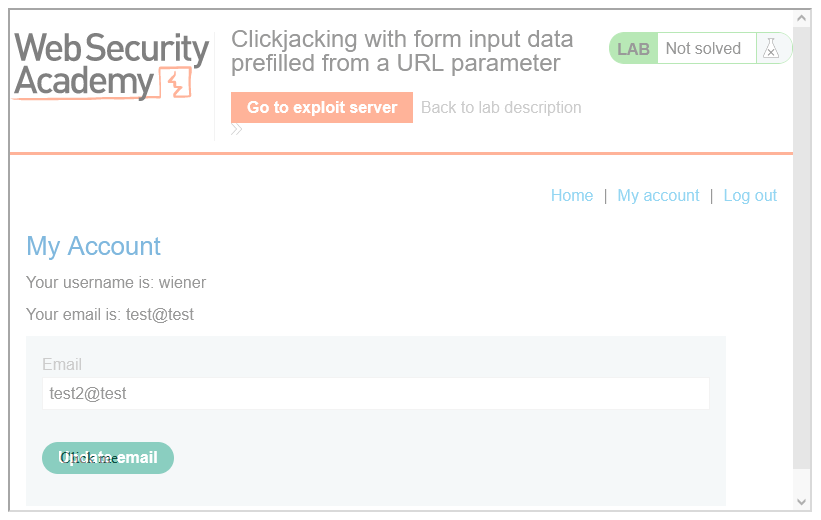 Web Security
Academy
Clickjacking with form input data
prefilled from a URL parameter
LAB Not solved
Go to exploit server Back to lab description
Home | My account | Log out
My Account
Your username is: wiener
Your email is: test@test
Email
test2@test
Update email
Click me